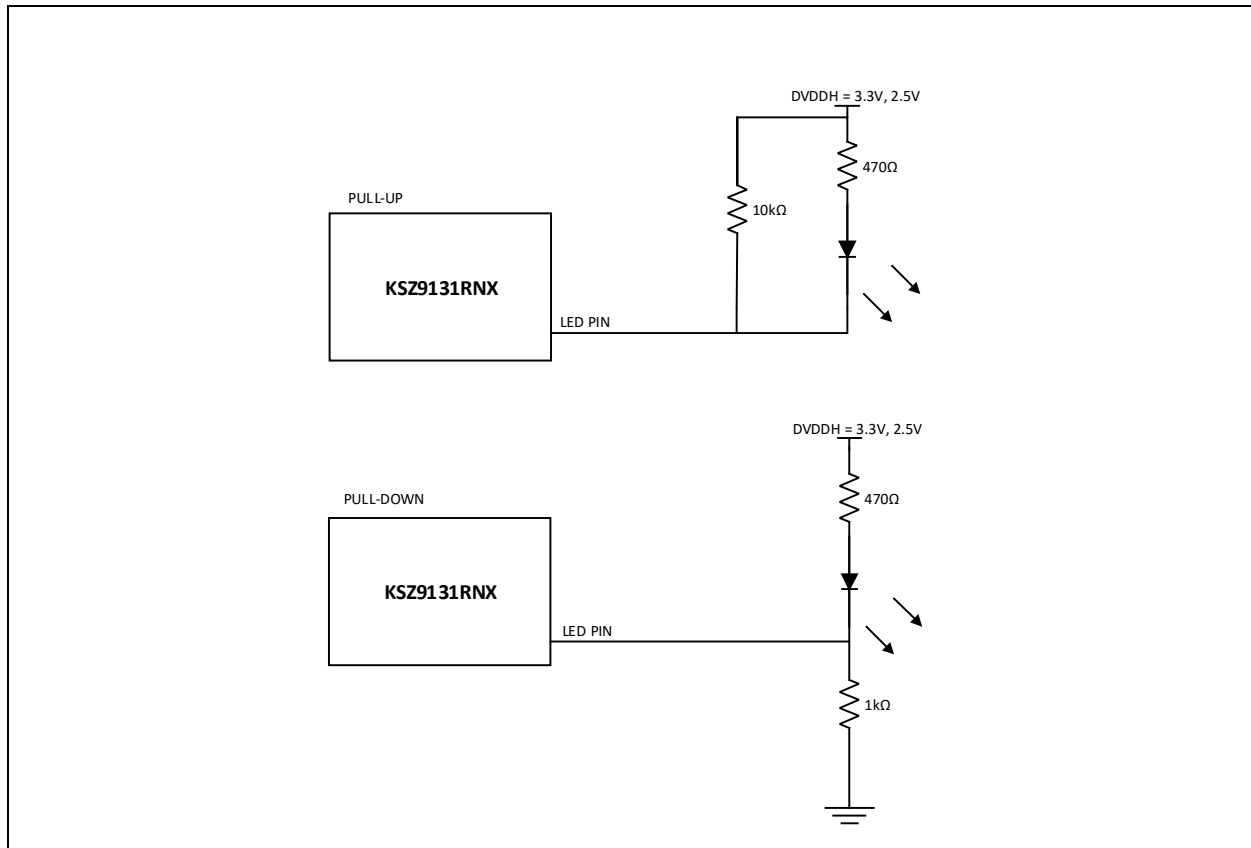 DVDDH = 3.3V, 2.5V
470Ω
PULL-UP
10kΩ
KSZ9131RNX
LED PIN
DVDDH = 3.3V, 2.5V
470Ω
PULL-DOWN
KSZ9131RNX
LED PIN
1kΩ